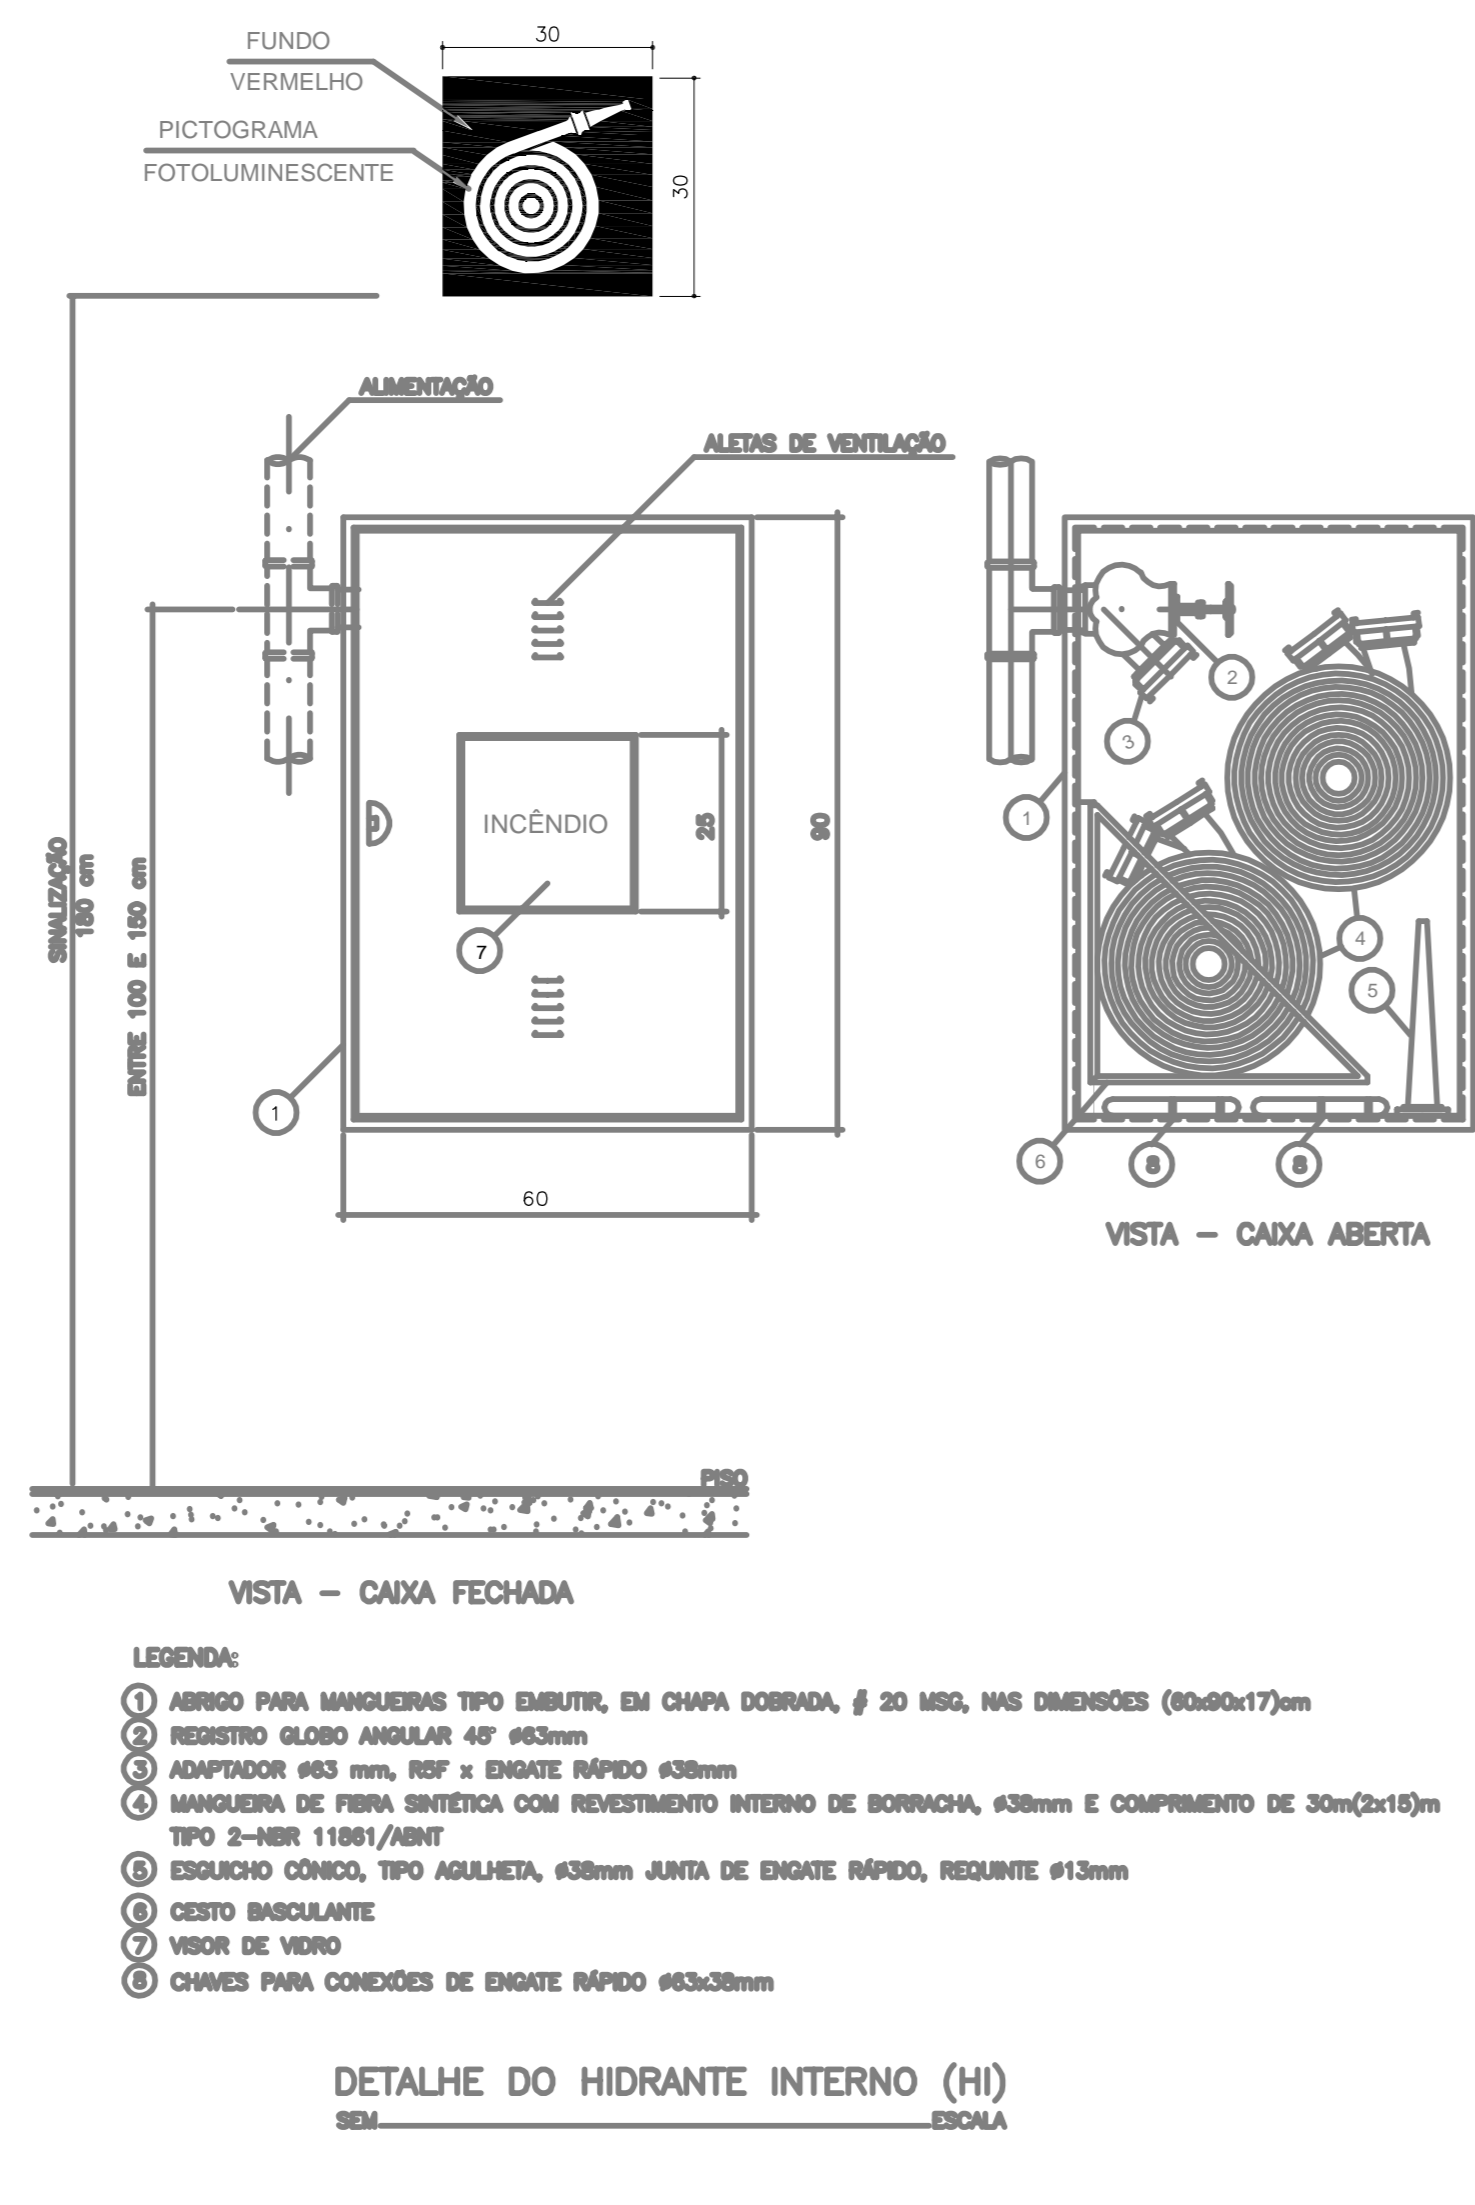 30
FUNDO
VERMELHO
PICTOGRAMA
FOTOLUMINESCENTE
30
ALIMENTAÇÃO
ALETAS DE VENTILAÇÃO
SINALIZAÇÃO
180 cm
ENTRE 100 E 150 cm
INCÊNDIO
25
90
7
1
60
2
3
1
4
5
6
8
8
VISTA - CAIXA ABERTA
PISO
VISTA - CAIXA FECHADA
LEGENDA:
1 ABRIGO PARA MANGUEIRAS TIPO EMBUTIR, EM CHAPA DOBRADA, # 20 MSG, NAS DIMENSÕES (60x90x17)cm
2 REGISTRO GLOBO ANGULAR 45° ø63mm
3 ADAPTADOR ø63 mm, R5F x ENGATE RÁPIDO ø38mm
4 MANGUEIRA DE FIBRA SINTÉTICA COM REVESTIMENTO INTERNO DE BORRACHA, ø38mm E COMPRIMENTO DE 30m(2x15)m
TIPO 2-NBR 11861/ABNT
5 ESGUICHO CÔNICO, TIPO AGULHETA, ø38mm JUNTA DE ENGATE RÁPIDO, REQUINTE ø13mm
6 CESTO BASCULANTE
7 VISOR DE VIDRO
8 CHAVES PARA CONEXÕES DE ENGATE RÁPIDO ø63x38mm
DETALHE DO HIDRANTE INTERNO (HI)
SEM ESCALA